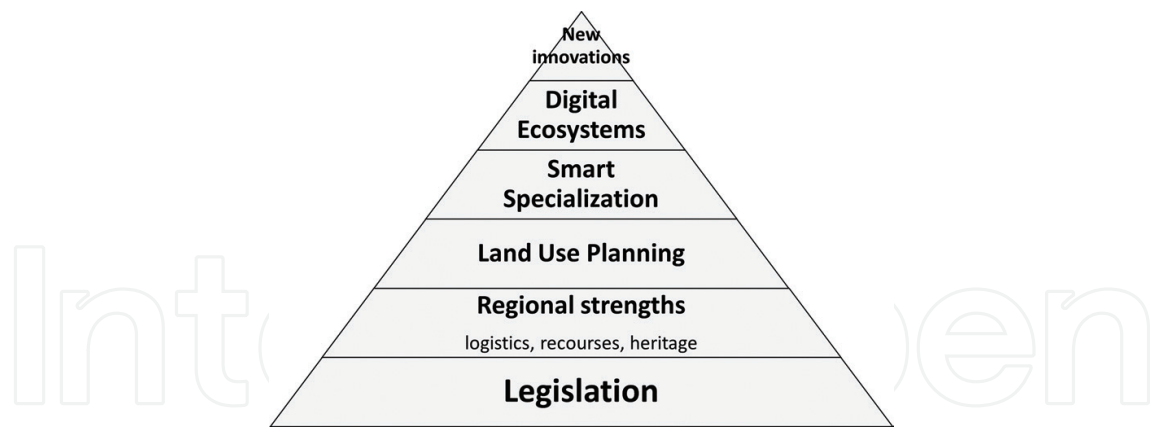 New
innovations
Digital
Ecosystems
Smart
Specialization
Land Use Planning
Regional strengths
logistics, recourses, heritage
Legislation